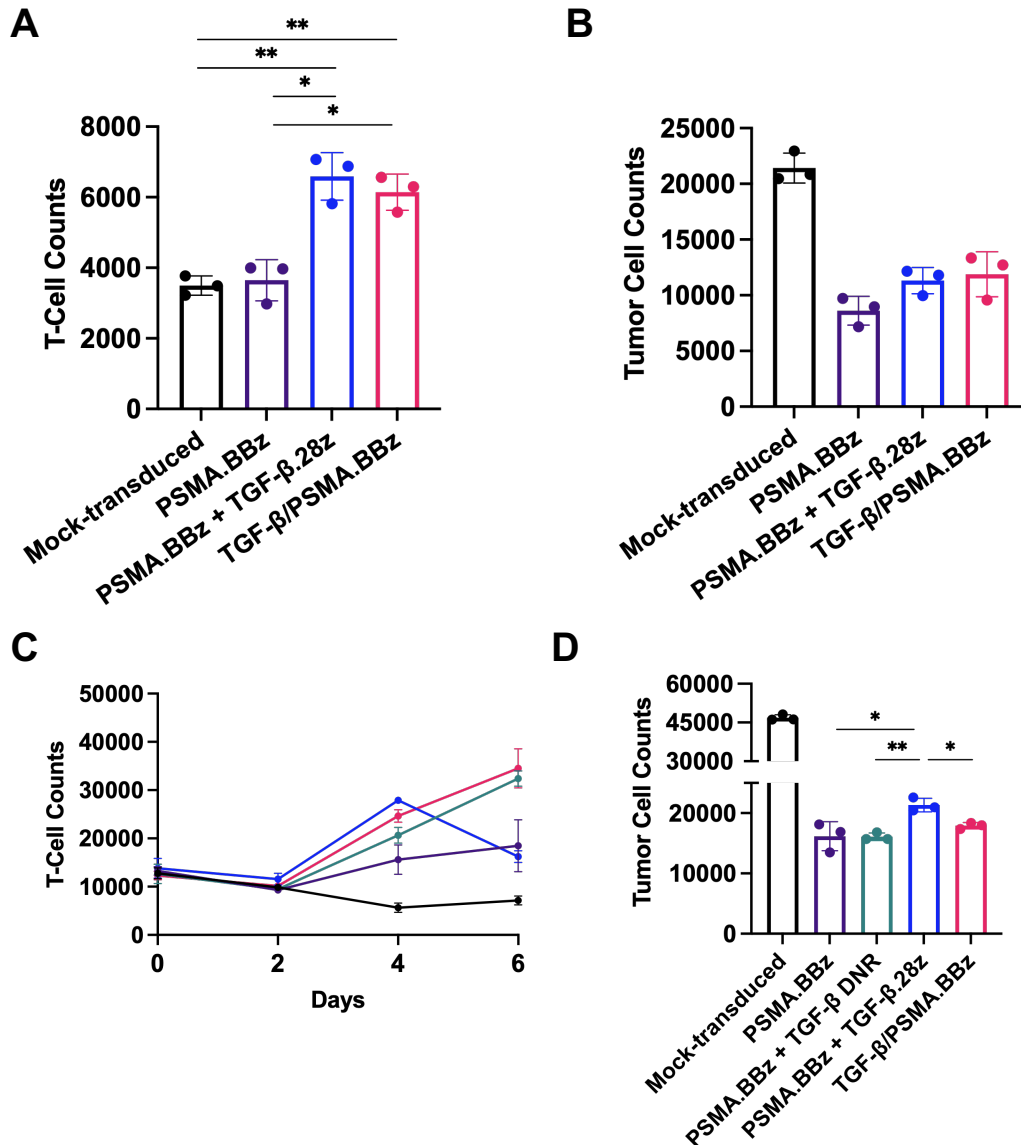 A
**
**
*
*
T-Cell Counts
8000
6000
4000
2000
0
Mock-transduced
PSMA.BBz
PSMA.BBz + TGF-β.28z
TGF-β/PSMA.BBz
B
Tumor Cell Counts
25000
20000
15000
10000
5000
0
Mock-transduced
PSMA.BBz
PSMA.BBz + TGF-β.28z
TGF-β/PSMA.BBz
C
T-Cell Counts
50000
40000
30000
20000
10000
0
0 2 4 6
Days
D
Tumor Cell Counts
60000
45000
30000
20000
10000
0
*
** *
Mock-transduced
PSMA.BBz
PSMA.BBz + TGF-β DNR
PSMA.BBz + TGF-β.28z
TGF-β/PSMA.BBz